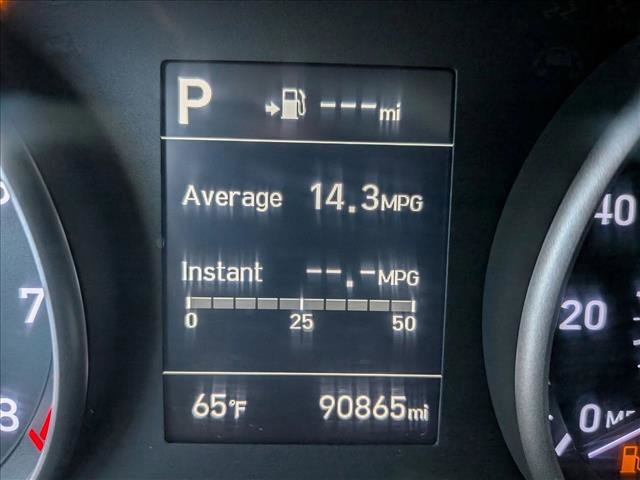 P ---mi
Average 14.3MPG
Instant --.-MPG
0 25 50
65°F 90865mi
7
8
40
20
0